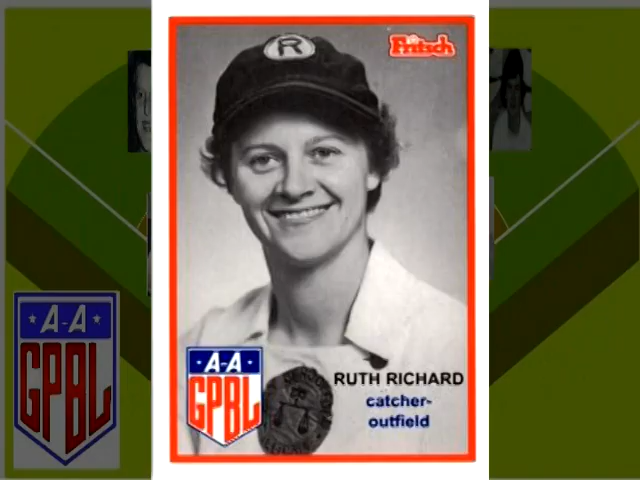 R
Fritsch
A-A
GPBL
A-A
GPBL
RUTH RICHARD
catcher-
outfield